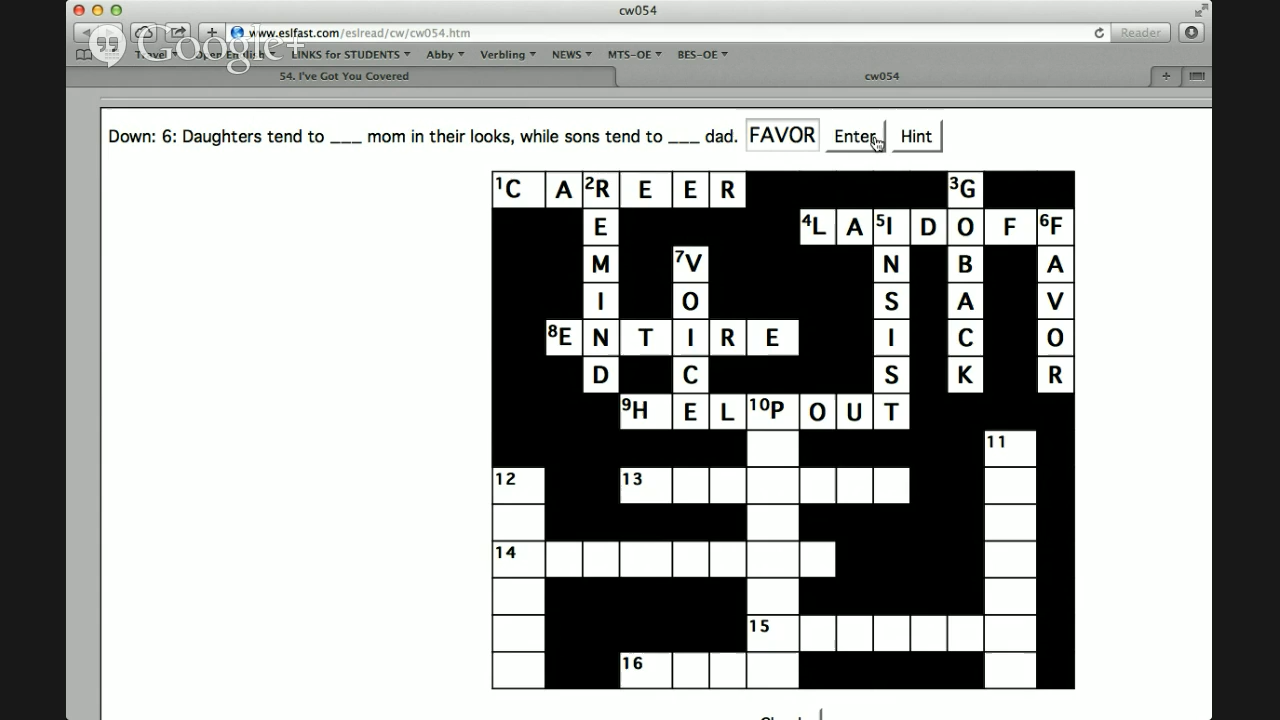 cw054
www.eslfast.com/eslread/cw/cw054.htm
Reader
Google+
Travel Open English LINKS for STUDENTS Abby Verbling NEWS MTS-OE BES-OE
54. I've Got You Covered cw054
Down: 6: Daughters tend to ___ mom in their looks, while sons tend to ___ dad. FAVOR Enter Hint
1C A 2R E E R 3G
E 4L A 5I D O F 6F
M 7V N B A
I O S A V
8E N T I R E I C O
D C S K R
9H E L 10P O U T
11
12 13
14
15
16